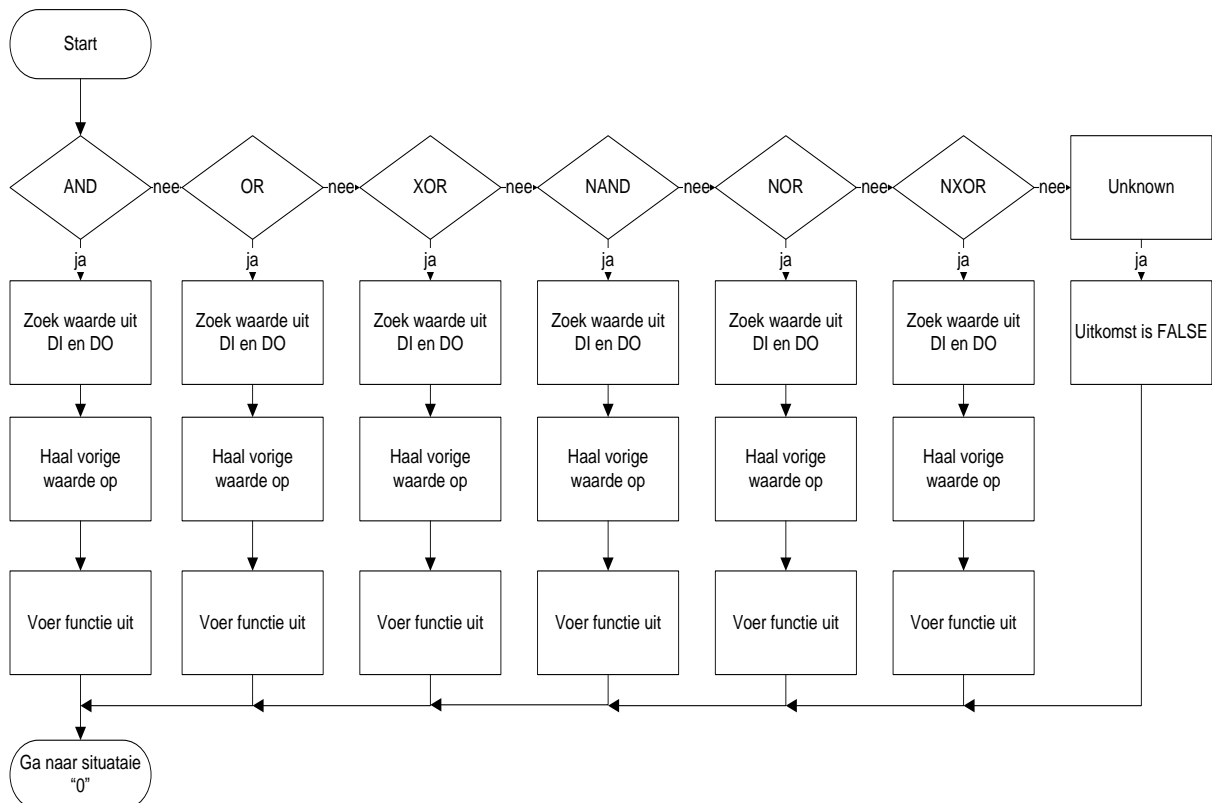 Start
AND
nee
OR
nee
XOR
nee
NAND
nee
NOR
nee
NXOR
nee
Unknown
ja
ja
ja
ja
ja
ja
ja
Zoek waarde uit
DI en DO
Zoek waarde uit
DI en DO
Zoek waarde uit
DI en DO
Zoek waarde uit
DI en DO
Zoek waarde uit
DI en DO
Zoek waarde uit
DI en DO
Uitkomst is FALSE
Haal vorige
waarde op
Haal vorige
waarde op
Haal vorige
waarde op
Haal vorige
waarde op
Haal vorige
waarde op
Haal vorige
waarde op
Voer functie uit
Voer functie uit
Voer functie uit
Voer functie uit
Voer functie uit
Voer functie uit
Ga naar situataie
“0”